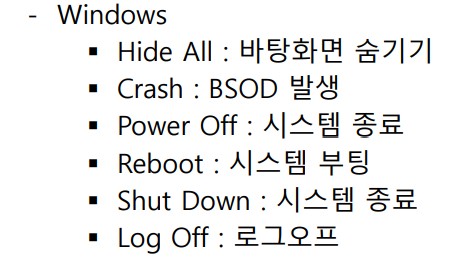 - Windows
▪ Hide All : 바탕화면 숨기기
▪ Crash : BSOD 발생
▪ Power Off : 시스템 종료
▪ Reboot : 시스템 부팅
▪ Shut Down : 시스템 종료
▪ Log Off : 로그오프